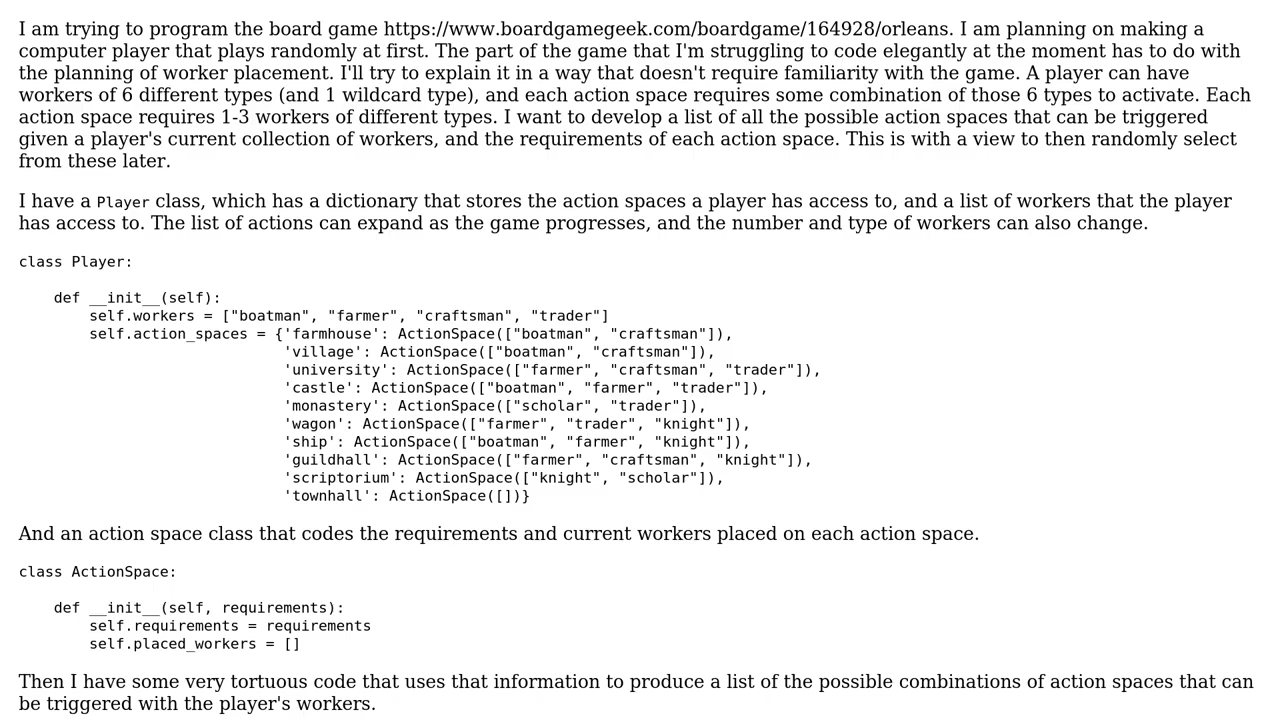 I am trying to program the board game https://www.boardgamegeek.com/boardgame/164928/orleans. I am planning on making a
computer player that plays randomly at first. The part of the game that I'm struggling to code elegantly at the moment has to do with
the planning of worker placement. I'll try to explain it in a way that doesn't require familiarity with the game. A player can have
workers of 6 different types (and 1 wildcard type), and each action space requires some combination of those 6 types to activate. Each
action space requires 1-3 workers of different types. I want to develop a list of all the possible action spaces that can be triggered
given a player's current collection of workers, and the requirements of each action space. This is with a view to then randomly select
from these later.
I have a Player class, which has a dictionary that stores the action spaces a player has access to, and a list of workers that the player
has access to. The list of actions can expand as the game progresses, and the number and type of workers can also change.
class Player:
    def __init__(self):
        self.workers = ["boatman", "farmer", "craftsman", "trader"]
        self.action_spaces = {'farmhouse': ActionSpace(["boatman", "craftsman"]),
                              'village': ActionSpace(["boatman", "craftsman"]),
                              'university': ActionSpace(["farmer", "craftsman", "trader"]),
                              'castle': ActionSpace(["boatman", "farmer", "trader"]),
                              'monastery': ActionSpace(["scholar", "trader"]),
                              'wagon': ActionSpace(["farmer", "trader", "knight"]),
                              'ship': ActionSpace(["boatman", "farmer", "knight"]),
                              'guildhall': ActionSpace(["farmer", "craftsman", "knight"]),
                              'scriptorium': ActionSpace(["knight", "scholar"]),
                              'townhall': ActionSpace([])}
And an action space class that codes the requirements and current workers placed on each action space.
class ActionSpace:
    def __init__(self, requirements):
        self.requirements = requirements
        self.placed_workers = []
Then I have some very tortuous code that uses that information to produce a list of the possible combinations of action spaces that can
be triggered with the player's workers.